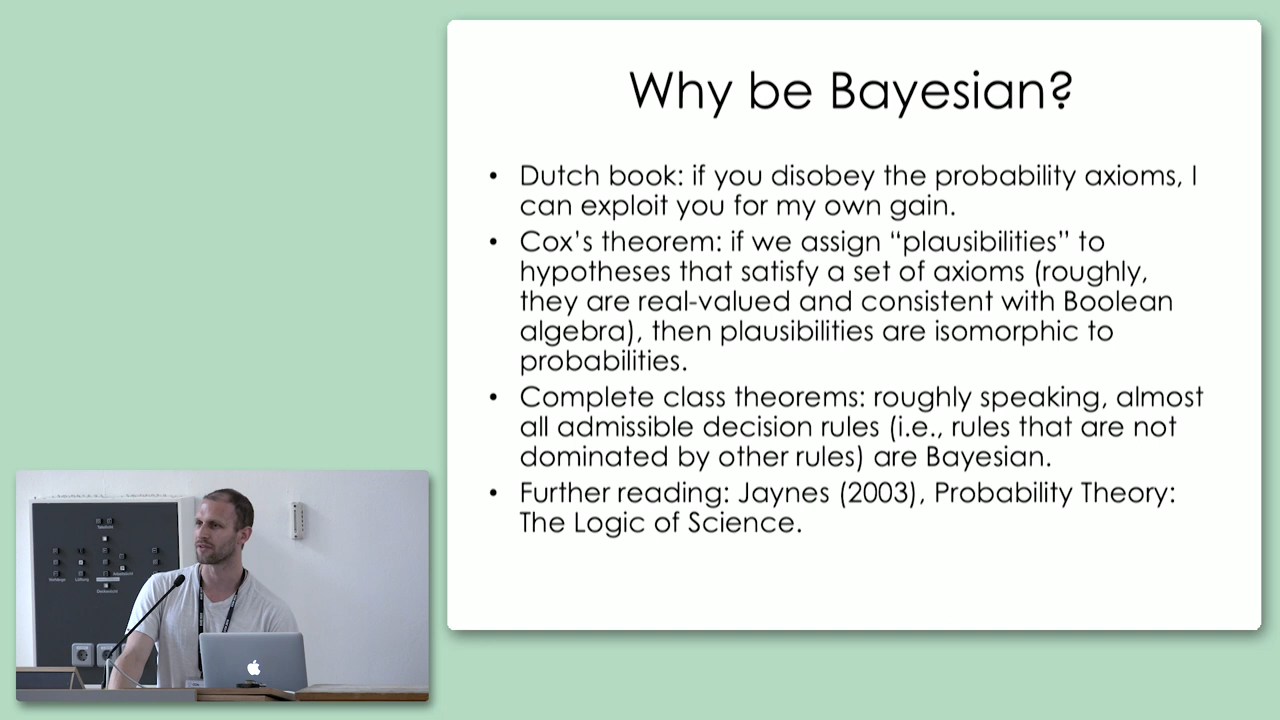 Why be Bayesian?
• Dutch book: if you disobey the probability axioms, I
can exploit you for my own gain.
• Cox’s theorem: if we assign “plausibilities” to
hypotheses that satisfy a set of axioms (roughly,
they are real-valued and consistent with Boolean
algebra), then plausibilities are isomorphic to
probabilities.
• Complete class theorems: roughly speaking, almost
all admissible decision rules (i.e., rules that are not
dominated by other rules) are Bayesian.
• Further reading: Jaynes (2003), Probability Theory:
The Logic of Science.